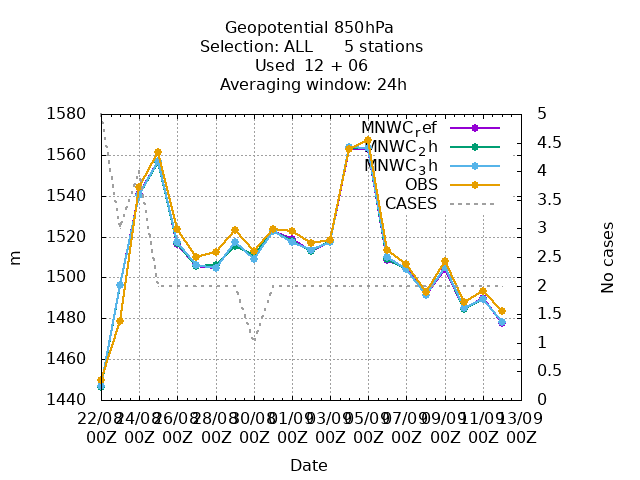 Geopotential 850hPa
Selection: ALL 5 stations
Used 12 + 06
Averaging window: 24h
1580 5
MNWCref
4.5
1560 MNWC2h
MNWC3h 4
1540 OBS
CASES 3.5
1520 3
m 2.5 No cases
1500 2
1480 1.5
1
1460
0.5
1440 0
22/08 24/08 26/08 28/08 30/08 01/09 03/09 05/09 07/09 09/09 11/09 13/09
00Z 00Z 00Z 00Z 00Z 00Z 00Z 00Z 00Z 00Z 00Z 00Z
Date